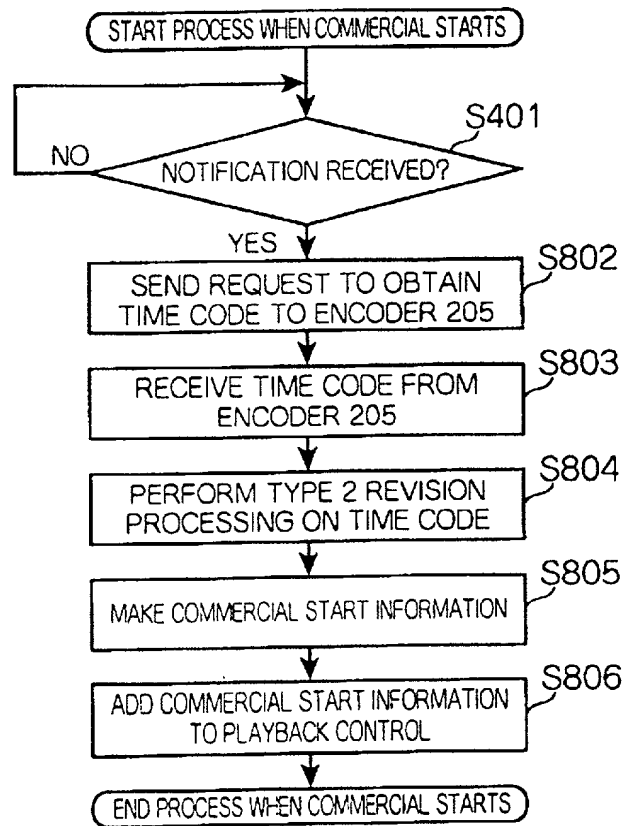 START PROCESS WHEN COMMERCIAL STARTS
S401
NO
NOTIFICATION RECEIVED?
YES
S802
SEND REQUEST TO OBTAIN
TIME CODE TO ENCODER 205
S803
RECEIVE TIME CODE FROM
ENCODER 205
S804
PERFORM TYPE 2 REVISION
PROCESSING ON TIME CODE
S805
MAKE COMMERCIAL START INFORMATION
S806
ADD COMMERCIAL START INFORMATION
TO PLAYBACK CONTROL
END PROCESS WHEN COMMERCIAL STARTS